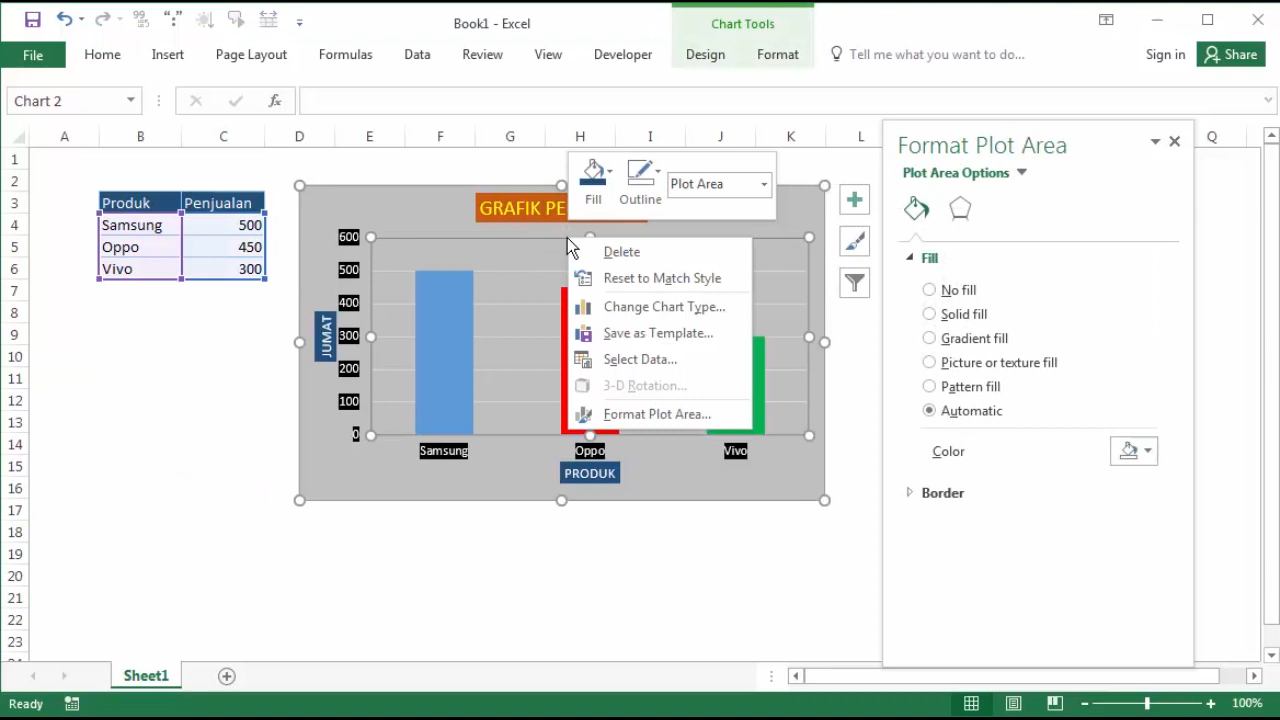 99
Book1 - Excel
Chart Tools
File
Home
Insert
Page Layout
Formulas
Data
Review
View
Developer
Design
Format
Tell me what you want to do...
Sign in
Share
Chart 2
fx
A B C D E F G H I J K L Q
1
2
3
4
5
6
7
8
9
10
11
12
13
14
15
16
17
18
19
20
21
22
23
Produk Penjualan
Samsung 500
Oppo 450
Vivo 300
GRAFIK PE
600
500
400
300
200
100
0
JUMAT
Samsung Oppo Vivo
PRODUK
Fill
Outline
Plot Area
Delete
Reset to Match Style
Change Chart Type...
Save as Template...
Select Data...
3-D Rotation...
Format Plot Area...
Format Plot Area
Plot Area Options
Fill
No fill
Solid fill
Gradient fill
Picture or texture fill
Pattern fill
Automatic
Color
Border
Sheet1
Ready
100%